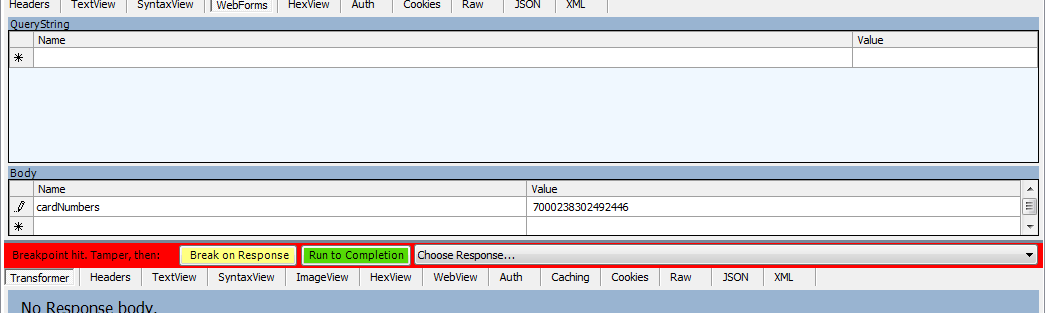 Headers TextView SyntaxView WebForms HexView Auth Cookies Raw JSON XML
QueryString
Name Value
Body
Name Value
cardNumbers 7000238302492446
Breakpoint hit. Tamper, then: Break on Response Run to Completion Choose Response...
Transformer Headers TextView SyntaxView ImageView HexView WebView Auth Caching Cookies Raw JSON XML
No Response body.